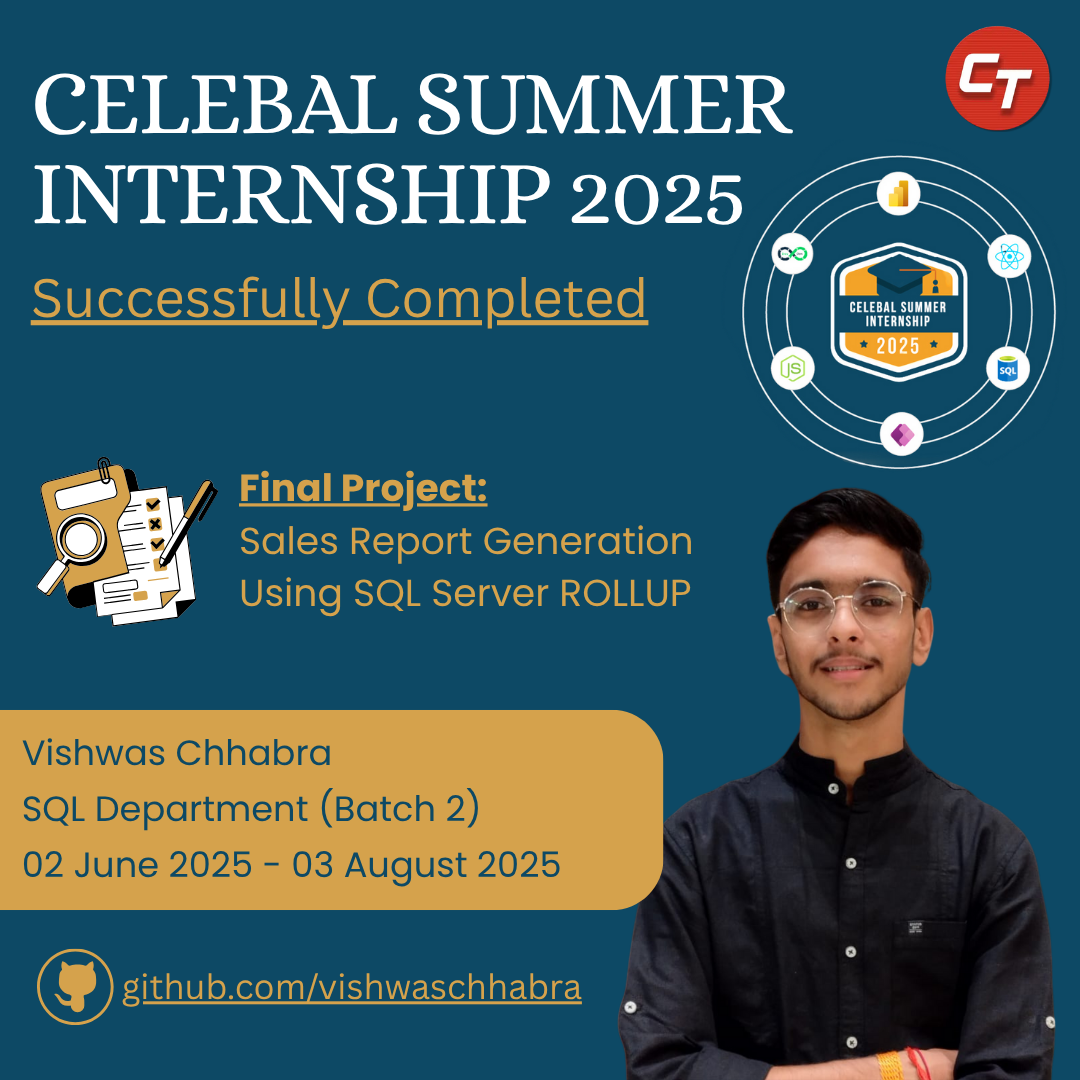 CELEBAL SUMMER
INTERNSHIP 2025
CT
Successfully Completed
CELEBAL SUMMER
INTERNSHIP
2025
JS
SQL
Final Project:
Sales Report Generation
Using SQL Server ROLLUP
Vishwas Chhabra
SQL Department (Batch 2)
02 June 2025 - 03 August 2025
github.com/vishwaschhabra